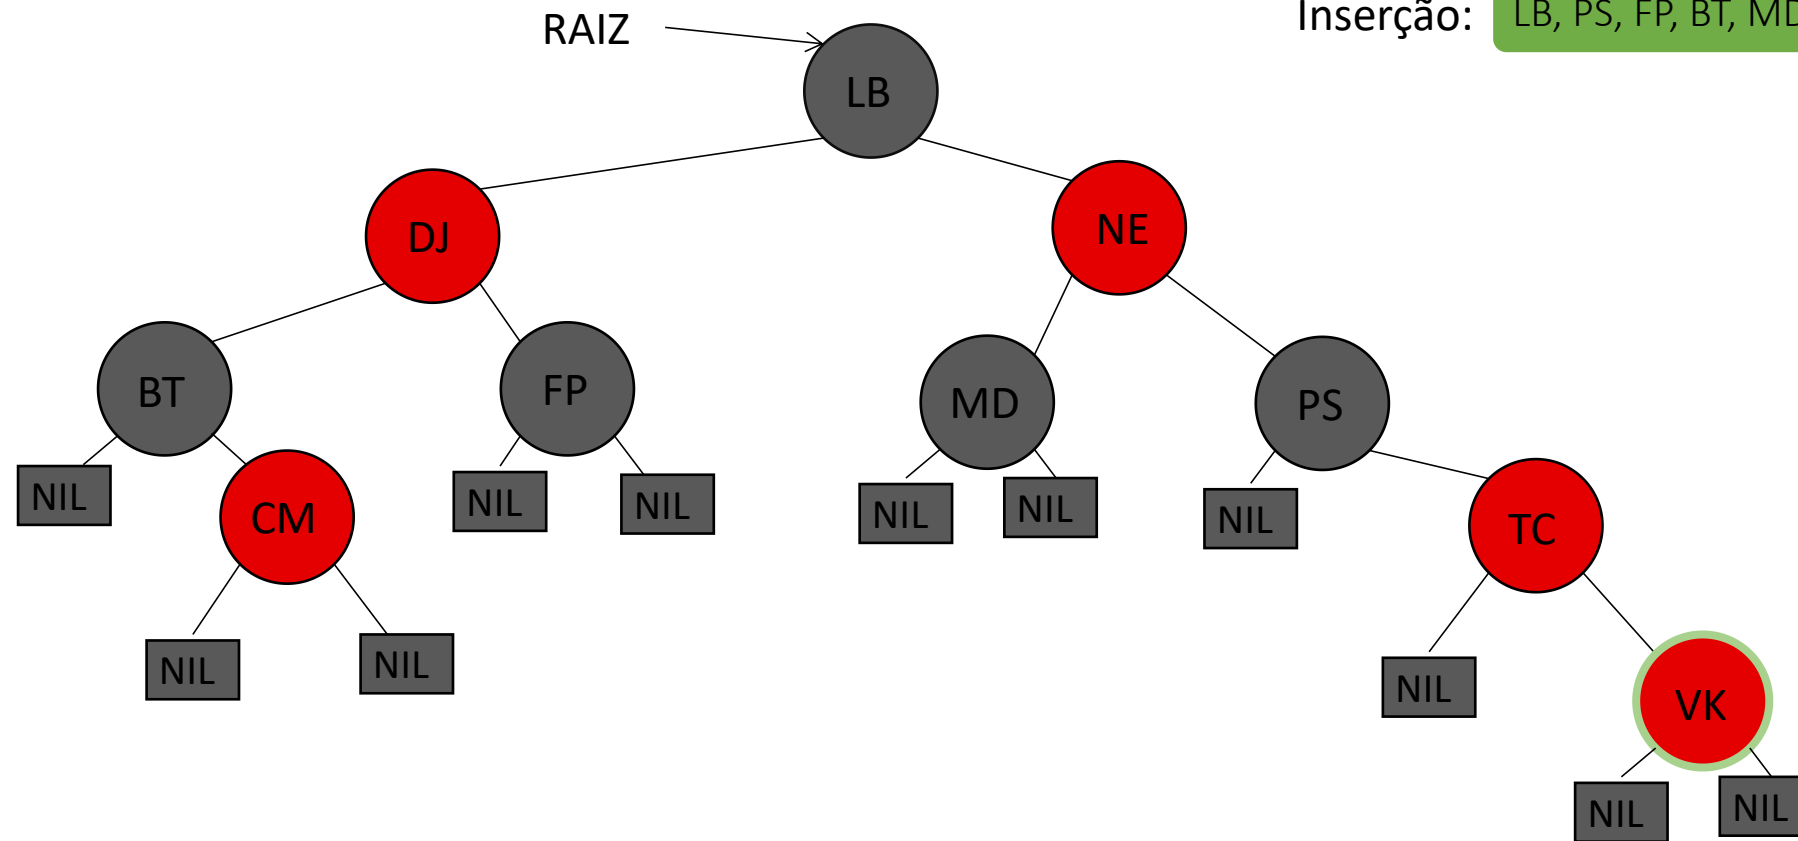 RAIZ
Inserção:
LB, PS, FP, BT, MD
LB
DJ
NE
BT
FP
MD
PS
NIL
CM
NIL
NIL
NIL
NIL
NIL
TC
NIL
NIL
NIL
VK
NIL
NIL